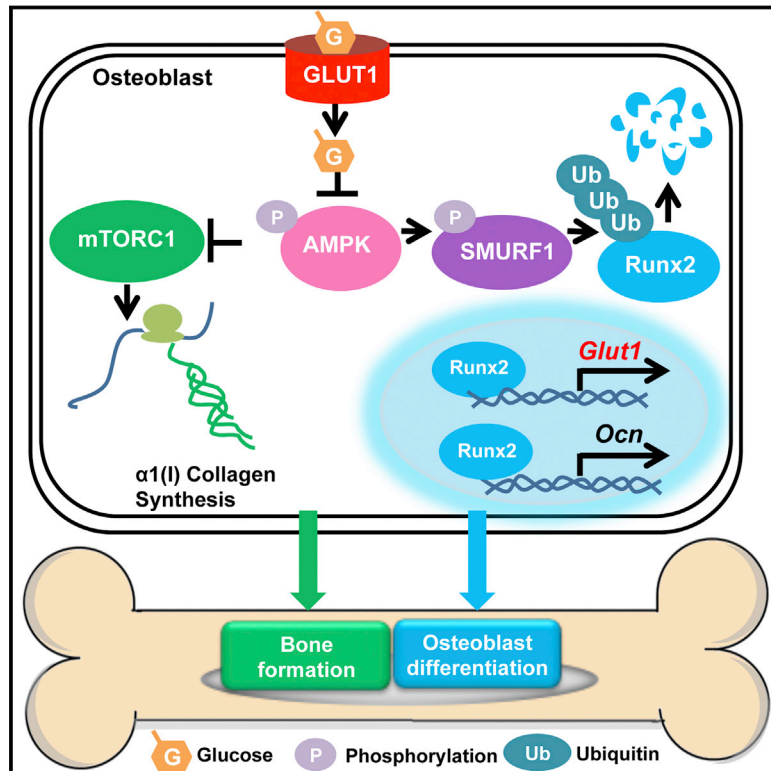 G
GLUT1
Osteoblast
G
P
AMPK
mTORC1
P
SMURF1
Ub
Ub
Ub
Runx2
Glut1
Runx2
Ocn
Runx2
α1(I) Collagen
Synthesis
Bone
formation
Osteoblast
differentiation
G Glucose
P Phosphorylation
Ub Ubiquitin